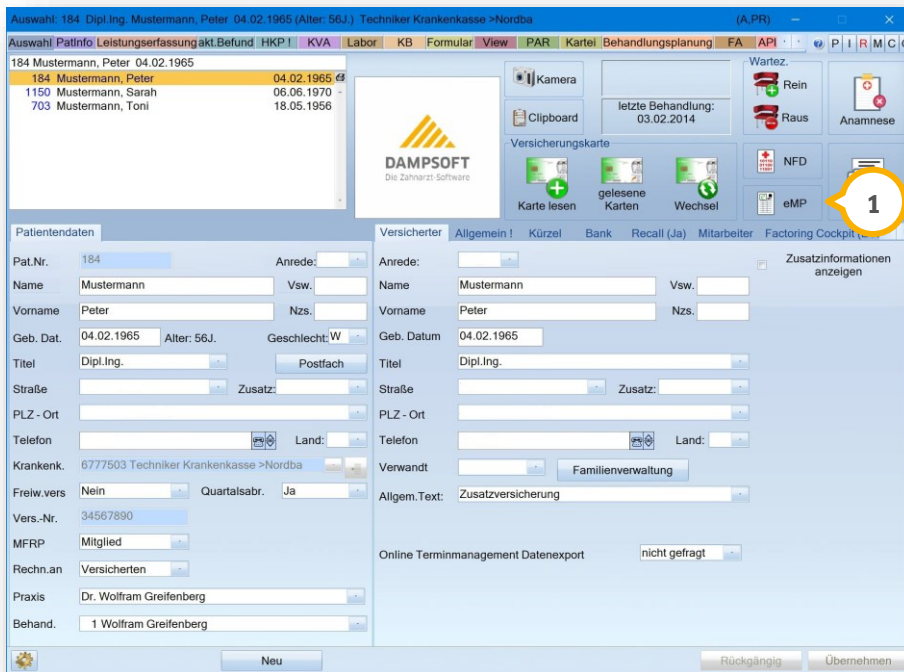 Auswahl: 184 Dipl.Ing. Mustermann, Peter 04.02.1965 (Alter: 56J.) Techniker Krankenkasse >Nordba (A,PR)
Auswahl PatInfo Leistungserfassung akt.Befund HKP ! KVA Labor KB Formular View PAR Kartei Behandlungsplanung FA API P I R M C
184 Mustermann, Peter 04.02.1965
184 Mustermann, Peter 04.02.1965
1150 Mustermann, Sarah 06.06.1970
703 Mustermann, Toni 18.05.1956
DAMPSOFT
Die Zahnarzt-Software
Kamera
Clipboard
letzte Behandlung:
03.02.2014
Versicherungskarte
Karte lesen
gelesene
Karten
Wechsel
Wartez.
Rein
Raus
NFD
eMP
Anamnese
1
Patientendaten
Pat.Nr. 184 Anrede:
Name Mustermann Vsw.
Vorname Peter Nzs.
Geb. Dat. 04.02.1965 Alter: 56J. Geschlecht: W
Titel Dipl.Ing. Postfach
Straße Zusatz:
PLZ - Ort
Telefon Land:
Krankenk. 6777503 Techniker Krankenkasse >Nordba
Freiw.vers Nein Quartalsabr. Ja
Vers.-Nr. 34567890
MFRP Mitglied
Rechn.an Versicherten
Praxis Dr. Wolfram Greifenberg
Behand. 1 Wolfram Greifenberg
Versicherter Allgemein ! Kürzel Bank Recall (Ja) Mitarbeiter Factoring Cockpit
Anrede:
Zusatzinformationen
anzeigen
Name Mustermann Vsw.
Vorname Peter Nzs.
Geb. Datum 04.02.1965
Titel Dipl.Ing.
Straße Zusatz:
PLZ - Ort
Telefon Land:
Verwandt Familienverwaltung
Allgem.Text: Zusatzversicherung
Online Terminmanagement Datenexport nicht gefragt
Neu
Rückgängig
Übernehmen